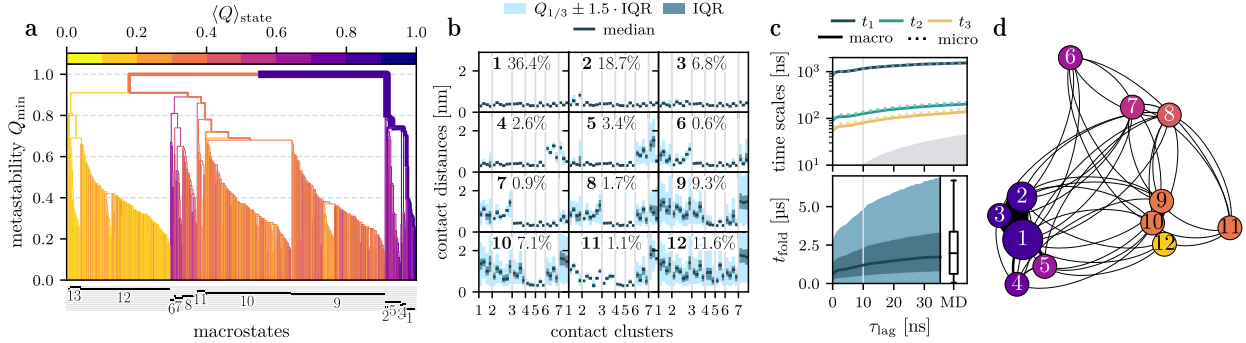 a
⟨Q⟩state
0.0 0.2 0.4 0.6 0.8 1.0
metastability Qmin
1.0
0.8
0.6
0.4
0.2
0.0
13 12 67 8 11 10 9 2 5 3 4 1
macrostates
b
Q1/3 ± 1.5 · IQR IQR
median
contact distances [nm]
2
0
2
0
2
0
2
0
1 36.4% 2 18.7% 3 6.8%
4 2.6% 5 3.4% 6 0.6%
7 0.9% 8 1.7% 9 9.3%
10 7.1% 11 1.1% 12 11.6%
1 2 3 4 5 6 7 1 2 3 4 5 6 7 1 2 3 4 5 6 7
contact clusters
c
t1 t2 t3
macro micro
time scales [ns]
10³
10²
10¹
tfold [µs]
5.0
2.5
0.0
0 10 20 30 MD
τlag [ns]
d
6
7
8
2
3
1
9
10
11
12
5
4